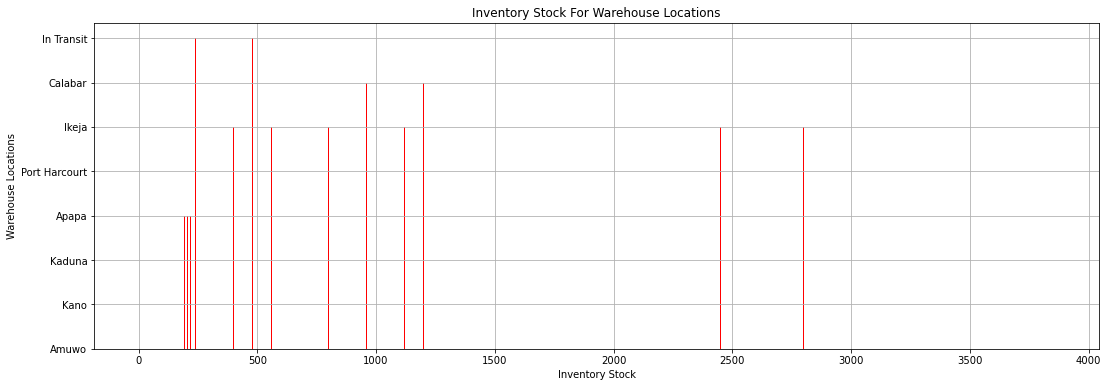 Inventory Stock For Warehouse Locations
Warehouse Locations
In Transit
Calabar
Ikeja
Port Harcourt
Apapa
Kaduna
Kano
Amuwo
0 500 1000 1500 2000 2500 3000 3500 4000
Inventory Stock